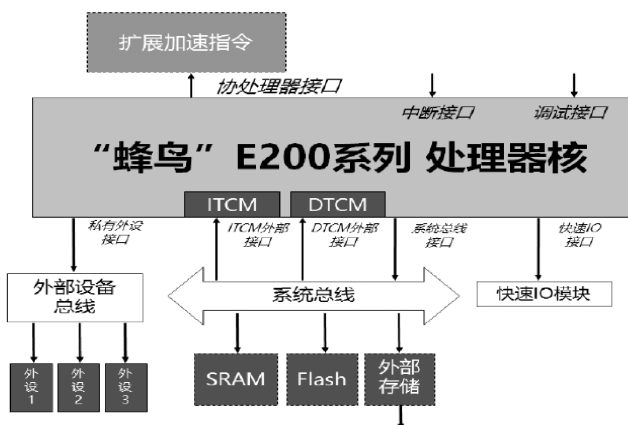 扩展加速指令
协处理器接口
中断接口
调试接口
“蜂鸟” E200系列 处理器核
ITCM
DTCM
私有外设
接口
ITCM外部
接口
DTCM外部
接口
系统总线
接口
快速IO
接口
外部设备
总线
系统总线
快速IO模块
外
设
1
外
设
2
外
设
3
SRAM
Flash
外部
存储